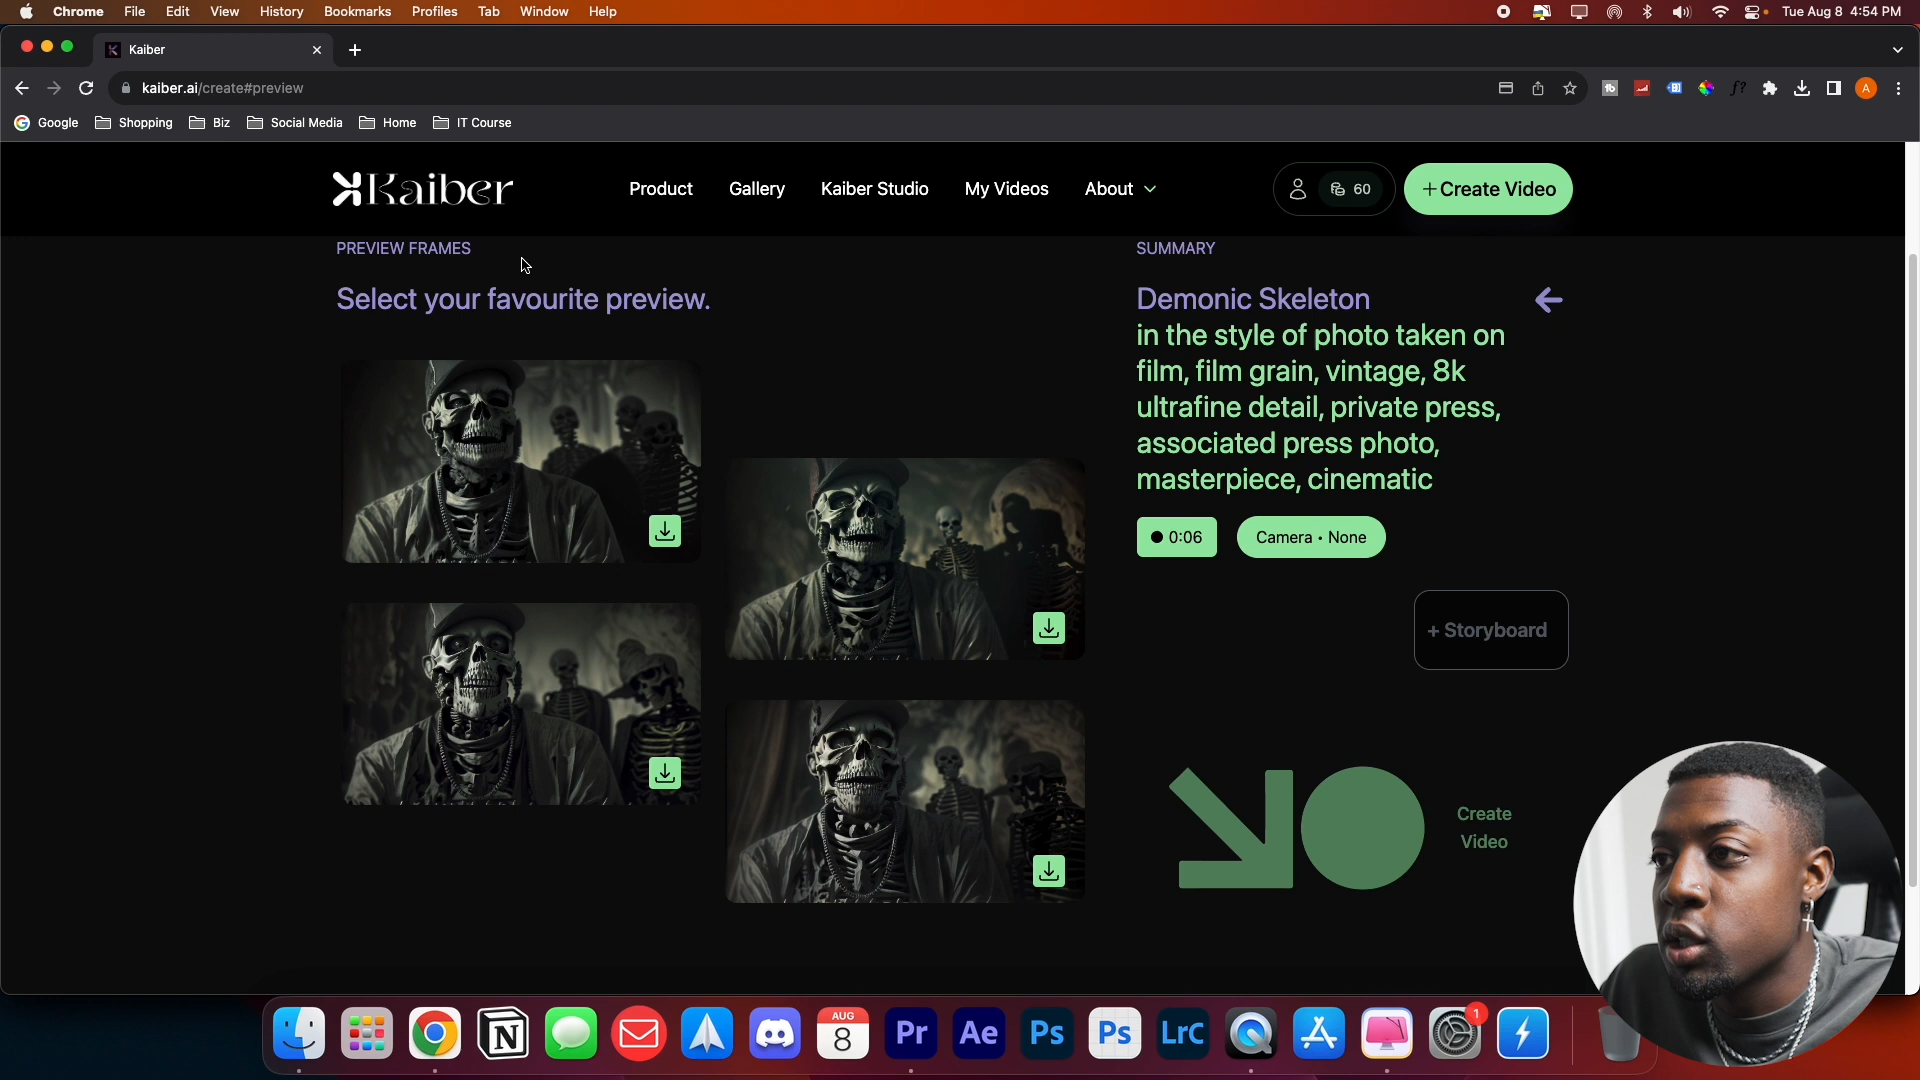 Chrome File Edit View History Bookmarks Profiles Tab Window Help
Tue Aug 8 4:54 PM
Kaiber
kaiber.ai/create#preview
A
Google Shopping Biz Social Media Home IT Course
Kaiber
Product Gallery Kaiber Studio My Videos About
60
+Create Video
PREVIEW FRAMES
Select your favourite preview.
SUMMARY
Demonic Skeleton
in the style of photo taken on
film, film grain, vintage, 8k
ultrafine detail, private press,
associated press photo,
masterpiece, cinematic
0:06
Camera • None
+ Storyboard
Create
Video
AUG
8
Pr
Ae
Ps
Ps
LrC
1